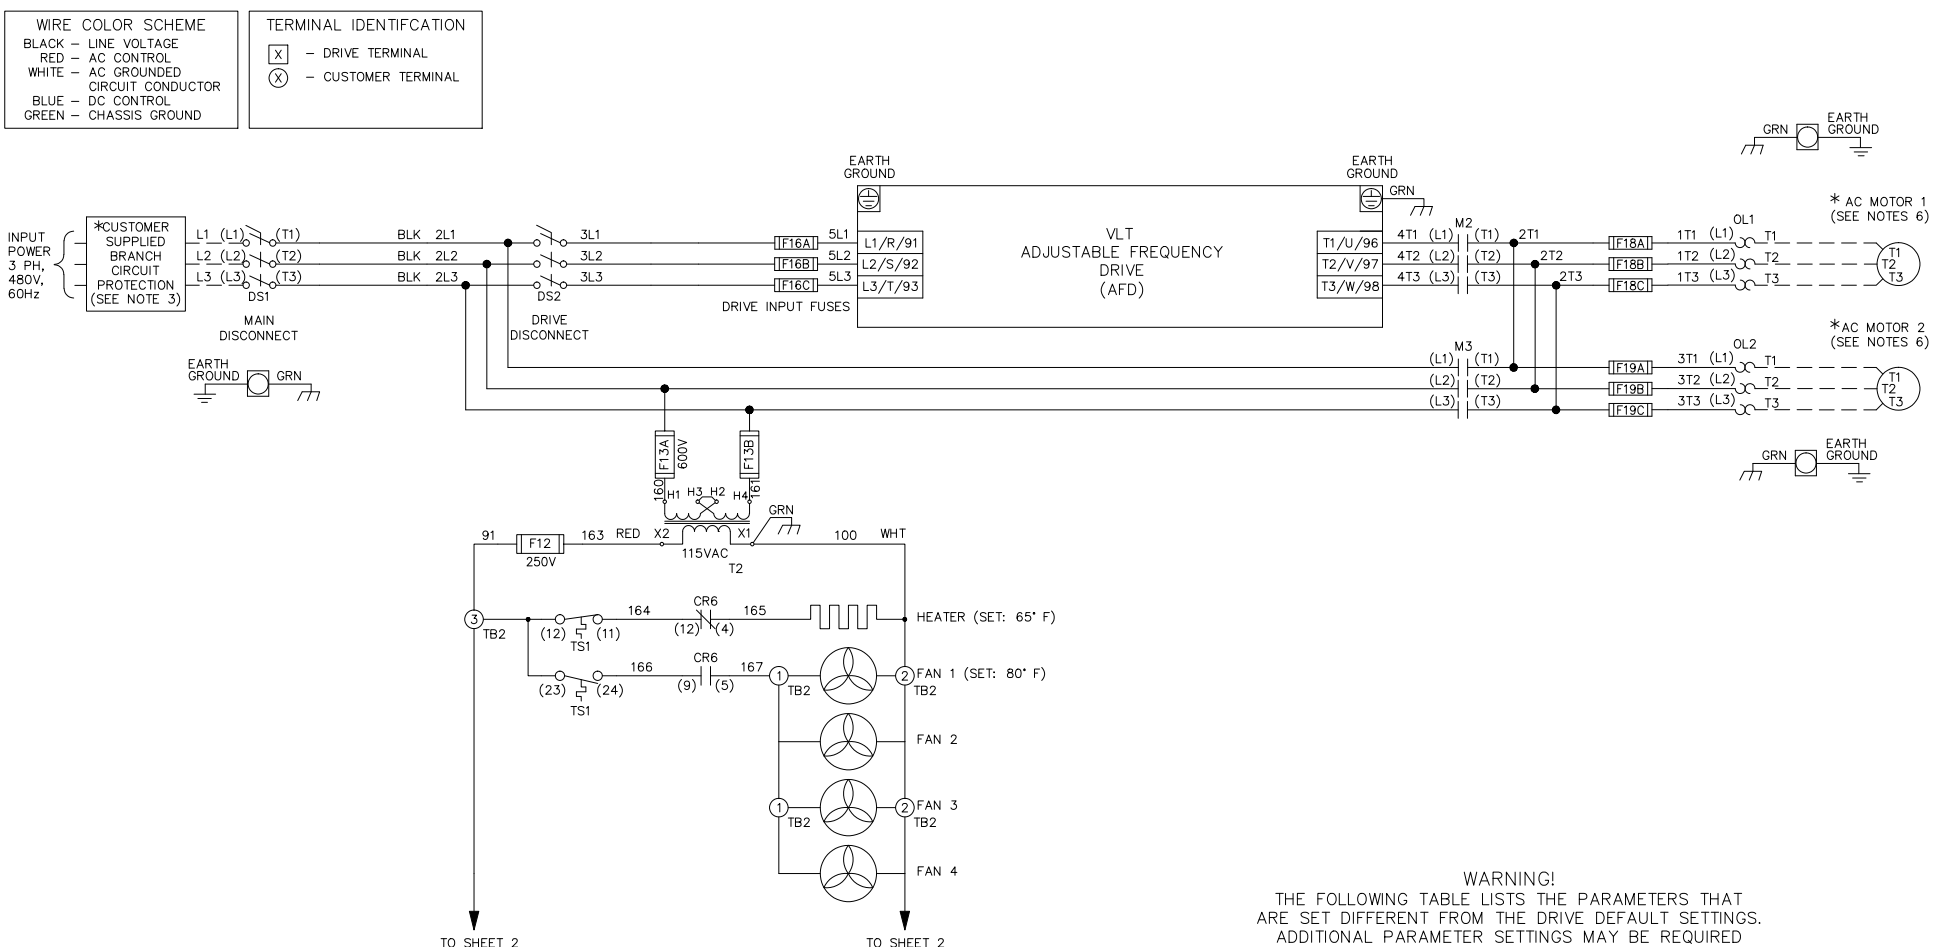 WIRE COLOR SCHEME
BLACK – LINE VOLTAGE
RED – AC CONTROL
WHITE – AC GROUNDED
CIRCUIT CONDUCTOR
BLUE – DC CONTROL
GREEN – CHASSIS GROUND
TERMINAL IDENTIFCATION
X – DRIVE TERMINAL
X – CUSTOMER TERMINAL
GRN
EARTH
GROUND
INPUT
POWER
3 PH,
480V,
60Hz
*CUSTOMER
SUPPLIED
BRANCH
CIRCUIT
PROTECTION
(SEE NOTE 3)
L1 (L1) (T1) BLK 2L1 3L1 F16A 5L1 L1/R/91
L2 (L2) (T2) BLK 2L2 3L2 F16B 5L2 L2/S/92
L3 (L3) (T3) BLK 2L3 3L3 F16C 5L3 L3/T/93
DS1
MAIN
DISCONNECT
DS2
DRIVE
DISCONNECT
DRIVE INPUT FUSES
EARTH
GROUND
EARTH
GROUND
GRN
VLT
ADJUSTABLE FREQUENCY
DRIVE
(AFD)
M2
OL1
T1/U/96 4T1 (L1) (T1) 2T1 F18A 1T1 (L1) T1
T2/V/97 4T2 (L2) (T2) 2T2 F18B 1T2 (L2) T2
T3/W/98 4T3 (L3) (T3) 2T3 F18C 1T3 (L3) T3
* AC MOTOR 1
(SEE NOTES 6)
T1
T2
T3
EARTH
GROUND
GRN
M3
OL2
(L1) (T1) F19A 3T1 (L1) T1
(L2) (T2) F19B 3T2 (L2) T2
(L3) (T3) F19C 3T3 (L3) T3
*AC MOTOR 2
(SEE NOTES 6)
T1
T2
T3
GRN
EARTH
GROUND
F13A
600V
F13B
160
161
H1 H3 H2 H4
GRN
91 F12 163 RED X2 X1 100 WHT
250V
115VAC
T2
3
TB2
164 CR6 165
(12) (11) (12) (4)
TS1
HEATER (SET: 65° F)
166 CR6 167
(23) (24) (9) (5)
TS1
1
TB2
2
TB2
FAN 1 (SET: 80° F)
FAN 2
1
TB2
2
TB2
FAN 3
FAN 4
TO SHEET 2
TO SHEET 2
WARNING!
THE FOLLOWING TABLE LISTS THE PARAMETERS THAT
ARE SET DIFFERENT FROM THE DRIVE DEFAULT SETTINGS.
ADDITIONAL PARAMETER SETTINGS MAY BE REQUIRED